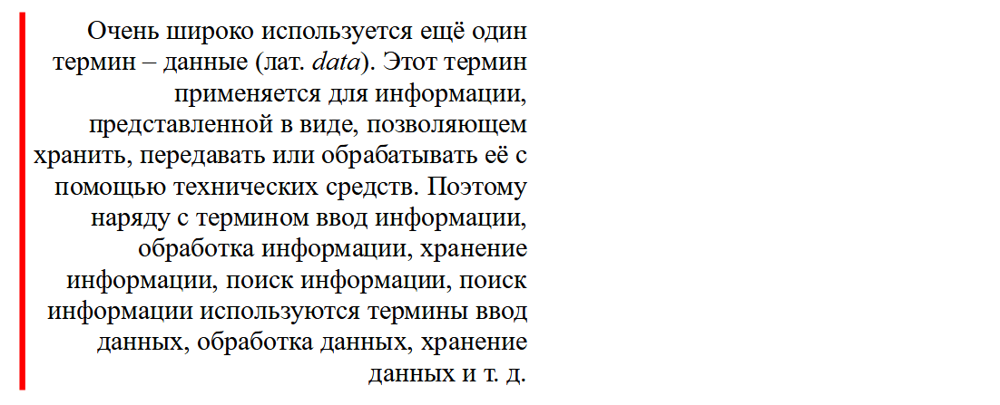 Очень широко используется ещё один
термин – данные (лат. data). Этот термин
применяется для информации,
представленной в виде, позволяющем
хранить, передавать или обрабатывать её с
помощью технических средств. Поэтому
наряду с термином ввод информации,
обработка информации, хранение
информации, поиск информации, поиск
информации используются термины ввод
данных, обработка данных, хранение
данных и т. д.